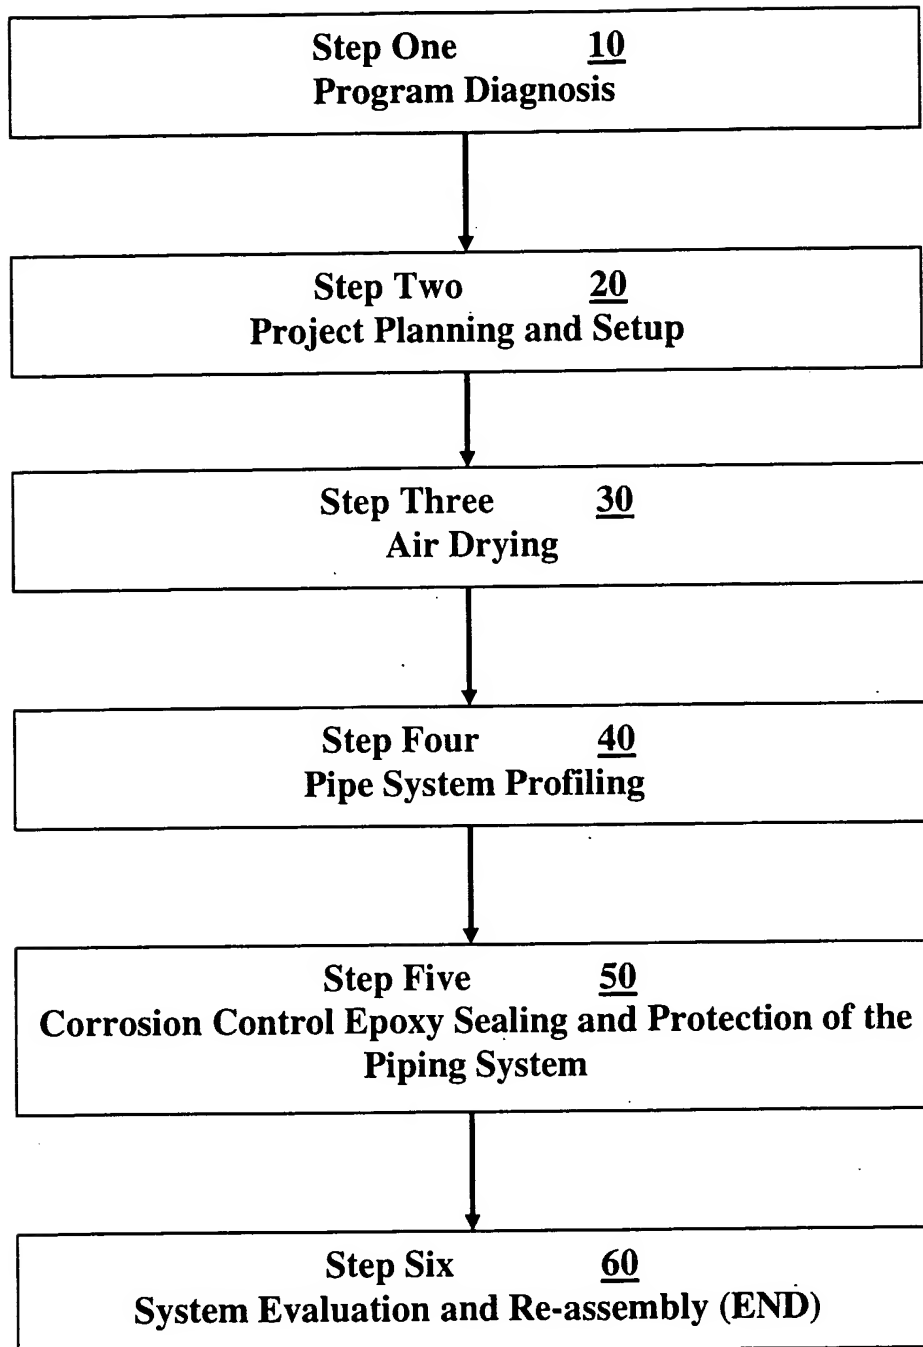 Step One 10
Program Diagnosis
Step Two 20
Project Planning and Setup
Step Three 30
Air Drying
Step Four 40
Pipe System Profiling
Step Five 50
Corrosion Control Epoxy Sealing and Protection of the
Piping System
Step Six 60
System Evaluation and Re-assembly (END)